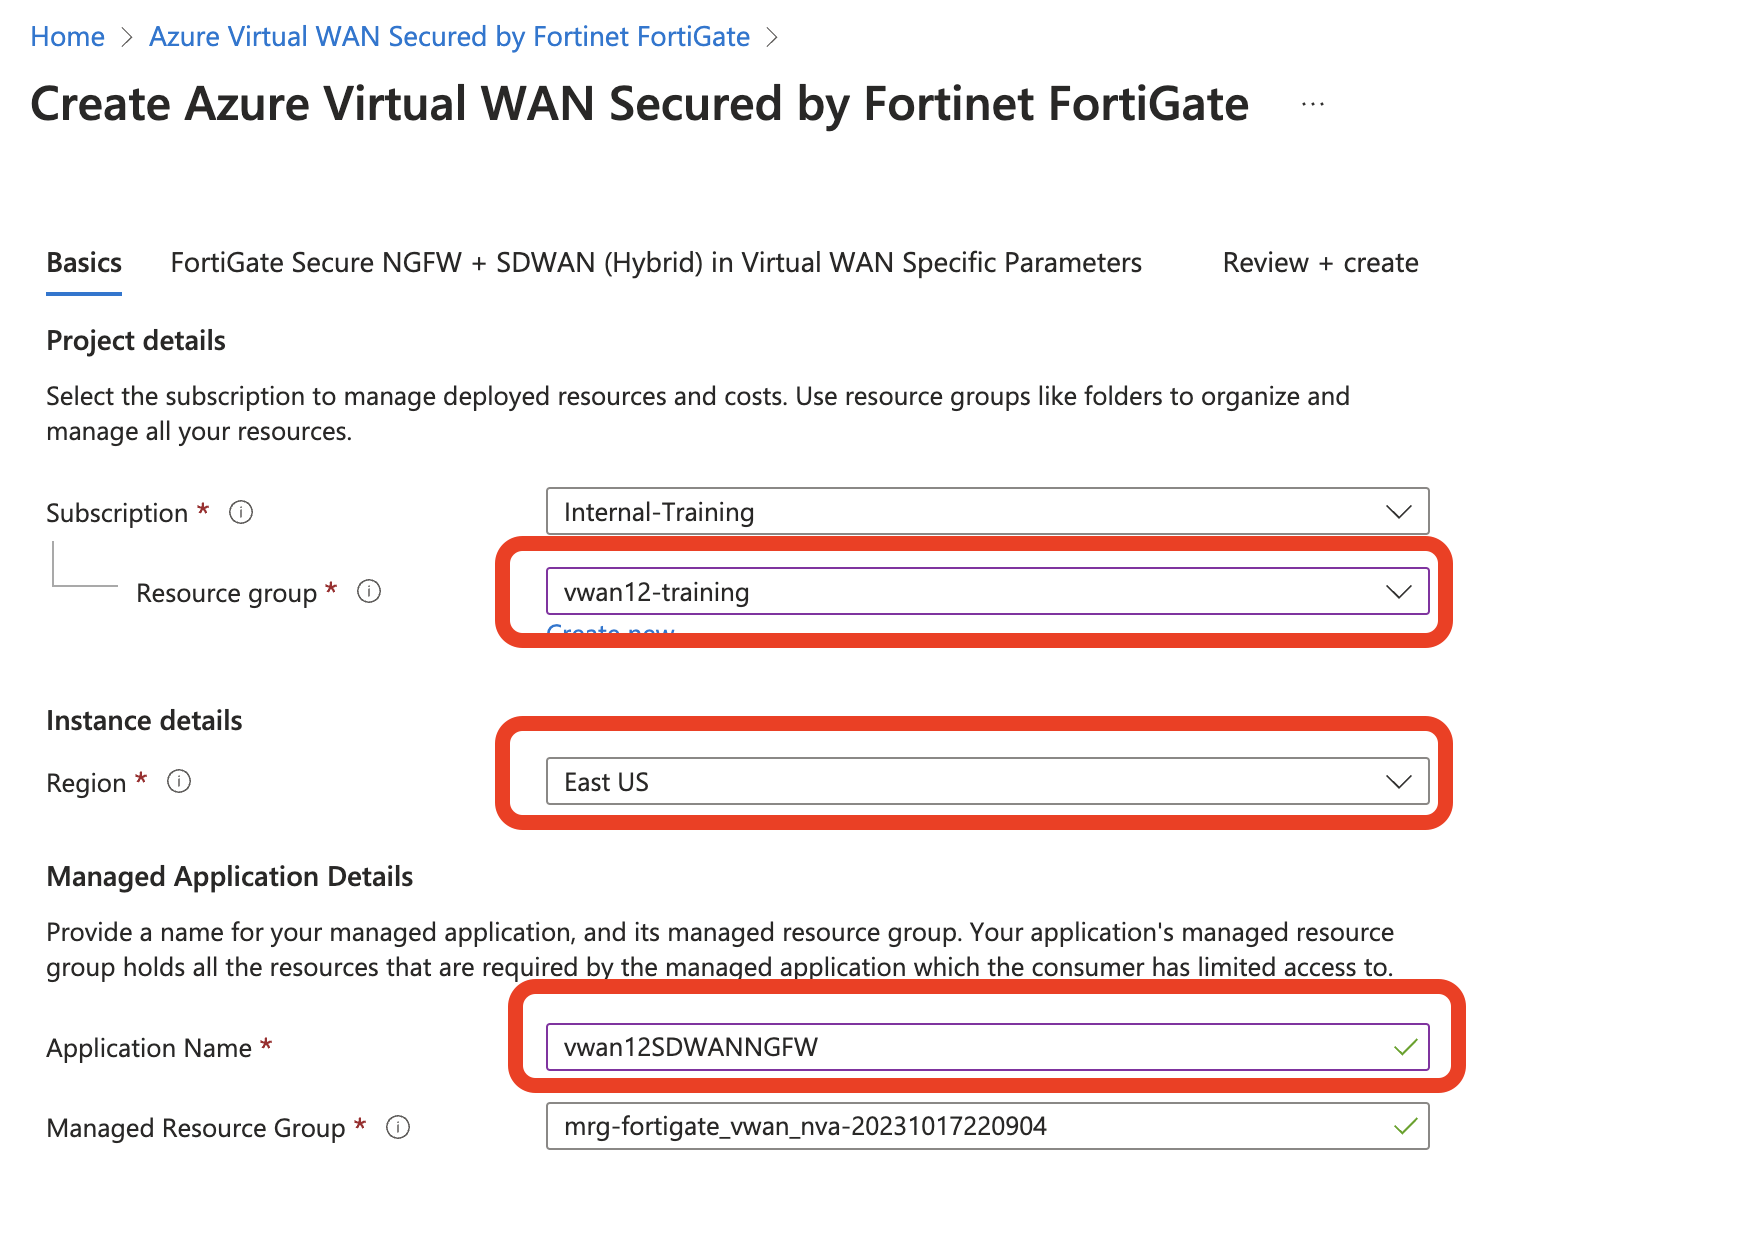 Home > Azure Virtual WAN Secured by Fortinet FortiGate >
Create Azure Virtual WAN Secured by Fortinet FortiGate ...
Basics FortiGate Secure NGFW + SDWAN (Hybrid) in Virtual WAN Specific Parameters Review + create
Project details
Select the subscription to manage deployed resources and costs. Use resource groups like folders to organize and
manage all your resources.
Subscription * Internal-Training
Resource group * vwan12-training
Create new
Instance details
Region * East US
Managed Application Details
Provide a name for your managed application, and its managed resource group. Your application's managed resource
group holds all the resources that are required by the managed application which the consumer has limited access to.
Application Name * vwan12SDWANNGFW
Managed Resource Group * mrg-fortigate_vwan_nva-20231017220904